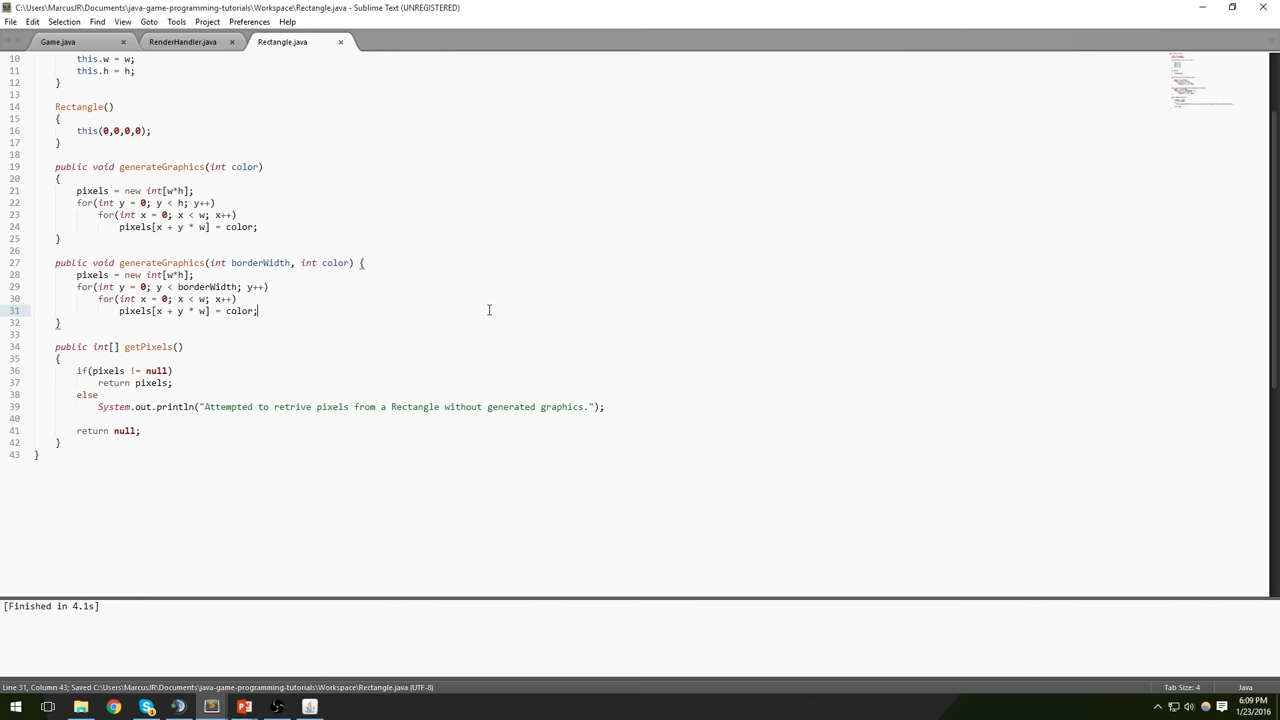 C:\Users\MarcusJR\Documents\java-game-programming-tutorials\Workspace\Rectangle.java - Sublime Text (UNREGISTERED)
File Edit Selection Find View Goto Tools Project Preferences Help
Game.java × RenderHandler.java × Rectangle.java ×
10 this.w = w;
11 this.h = h;
12 }
13
14 Rectangle()
15 {
16 this(0,0,0,0);
17 }
18
19 public void generateGraphics(int color)
20 {
21 pixels = new int[w*h];
22 for(int y = 0; y < h; y++)
23 for(int x = 0; x < w; x++)
24 pixels[x + y * w] = color;
25 }
26
27 public void generateGraphics(int borderWidth, int color) {
28 pixels = new int[w*h];
29 for(int y = 0; y < borderWidth; y++)
30 for(int x = 0; x < w; x++)
31 pixels[x + y * w] = color;
32 }
33
34 public int[] getPixels()
35 {
36 if(pixels != null)
37 return pixels;
38 else
39 System.out.println("Attempted to retrive pixels from a Rectangle without generated graphics.");
40
41 return null;
42 }
43 }
[Finished in 4.1s]
Line 31, Column 43; Saved C:\Users\MarcusJR\Documents\java-game-programming-tutorials\Workspace\Rectangle.java (UTF-8) Tab Size: 4 Java
6:09 PM
1/23/2016